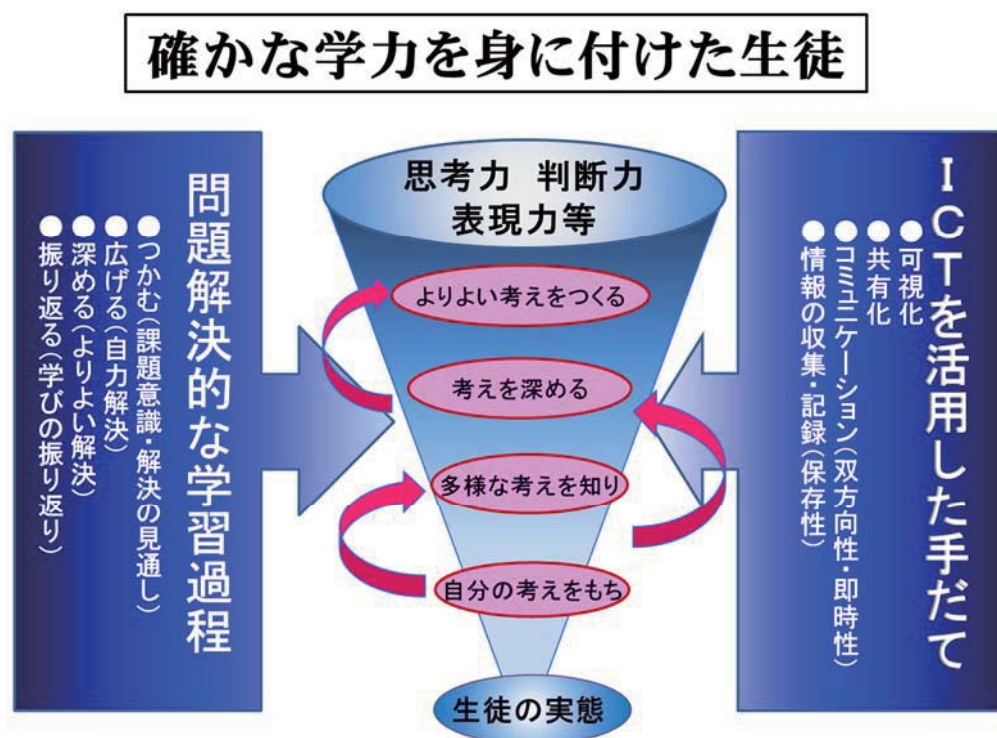 確かな学力を身に付けた生徒
問題解決的な学習過程
●つかむ(課題意識・解決の見通し)
●広げる(自力解決)
●深める(よりよい解決)
●振り返る(学びの振り返り)
思考力 判断力
表現力等
よりよい考えをつくる
考えを深める
多様な考えを知り
自分の考えをもち
生徒の実態
ICTを活用した手だて
●可視化
●共有化
●コミュニケーション(双方向性・即時性)
●情報の収集・記録(保存性)